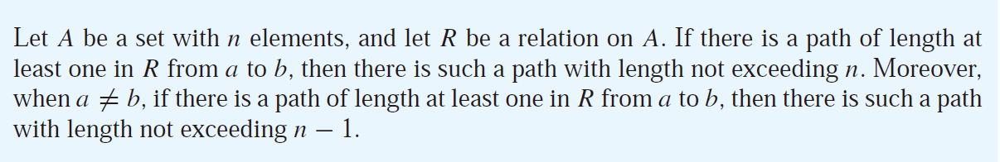 Let A be a set with n elements, and let R be a relation on A. If there is a path of length at
least one in R from a to b, then there is such a path with length not exceeding n. Moreover,
when a ≠ b, if there is a path of length at least one in R from a to b, then there is such a path
with length not exceeding n − 1.